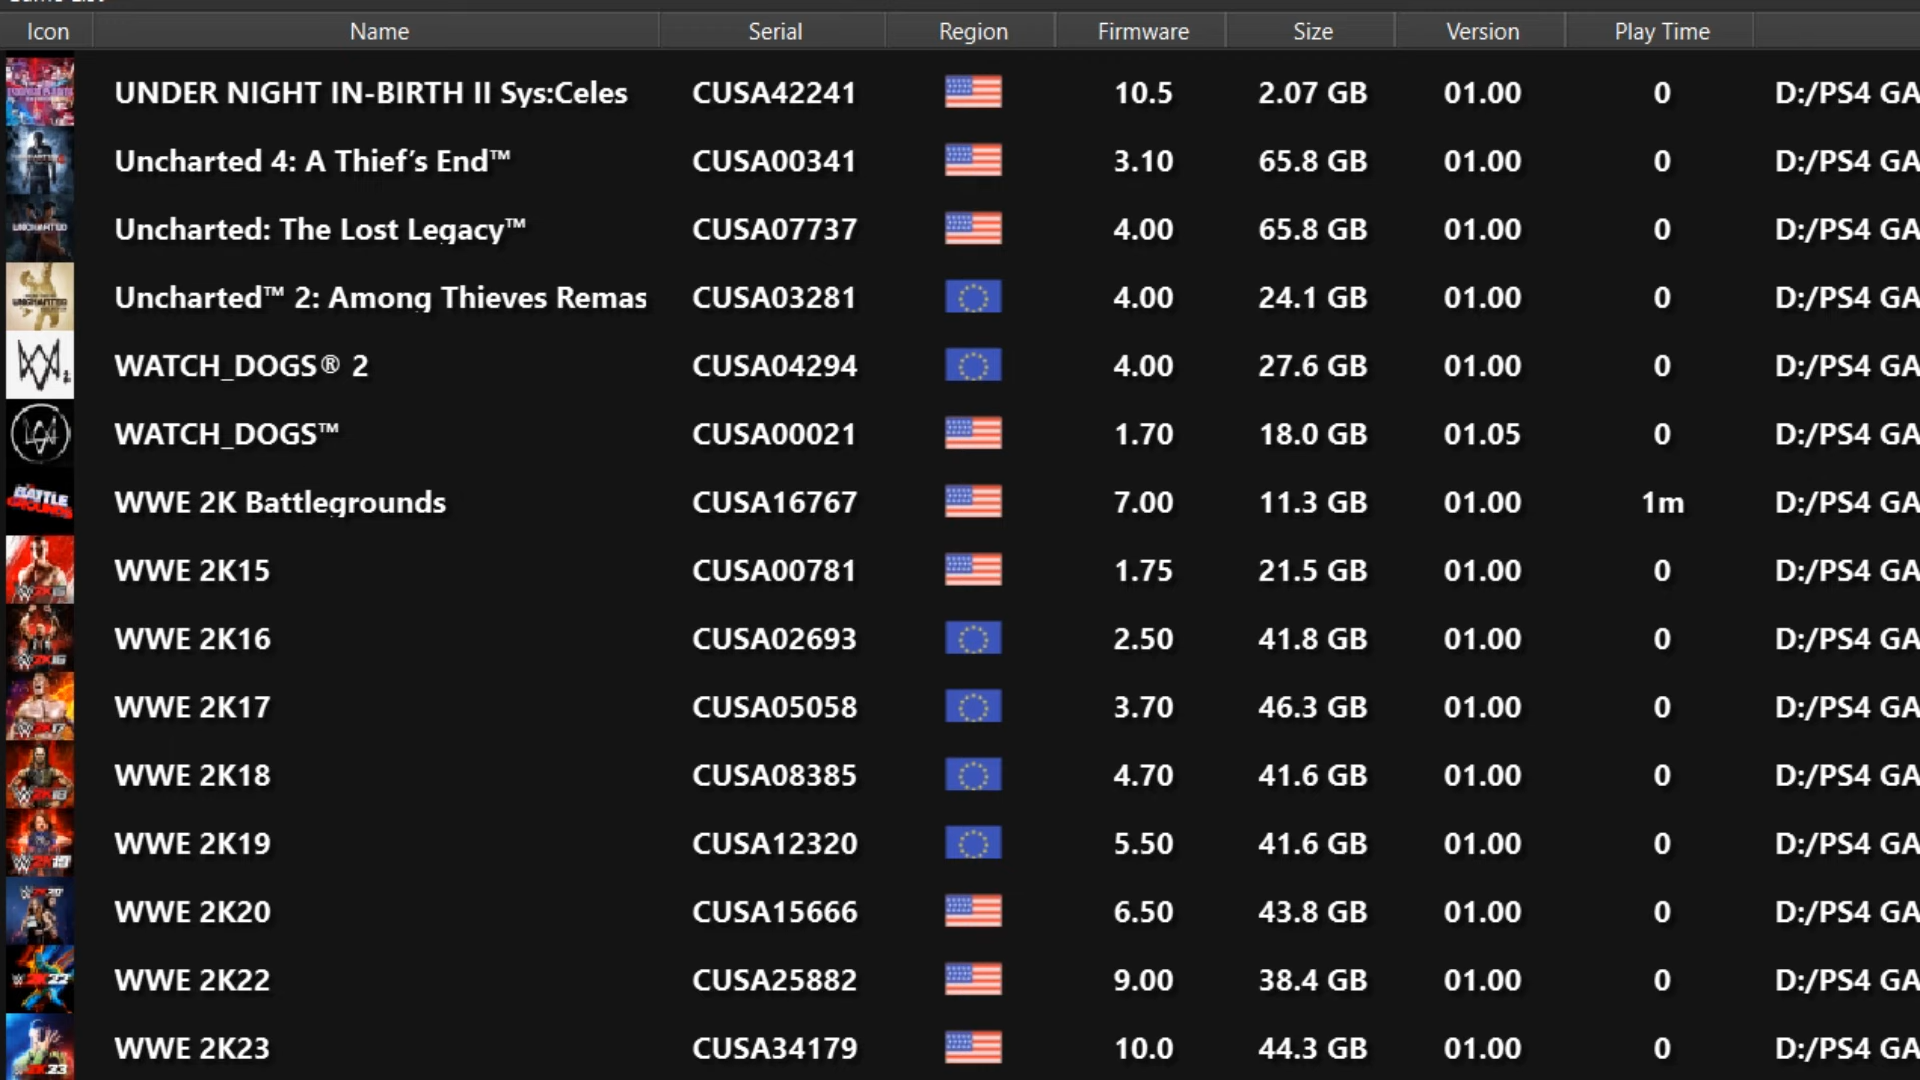 Icon Name Serial Region Firmware Size Version Play Time
UNDER NIGHT IN-BIRTH II Sys:Celes CUSA42241 10.5 2.07 GB 01.00 0 D:/PS4 GA
Uncharted 4: A Thief’s End™ CUSA00341 3.10 65.8 GB 01.00 0 D:/PS4 GA
Uncharted: The Lost Legacy™ CUSA07737 4.00 65.8 GB 01.00 0 D:/PS4 GA
Uncharted™ 2: Among Thieves Remas CUSA03281 4.00 24.1 GB 01.00 0 D:/PS4 GA
WATCH_DOGS® 2 CUSA04294 4.00 27.6 GB 01.00 0 D:/PS4 GA
WATCH_DOGS™ CUSA00021 1.70 18.0 GB 01.05 0 D:/PS4 GA
WWE 2K Battlegrounds CUSA16767 7.00 11.3 GB 01.00 1m D:/PS4 GA
WWE 2K15 CUSA00781 1.75 21.5 GB 01.00 0 D:/PS4 GA
WWE 2K16 CUSA02693 2.50 41.8 GB 01.00 0 D:/PS4 GA
WWE 2K17 CUSA05058 3.70 46.3 GB 01.00 0 D:/PS4 GA
WWE 2K18 CUSA08385 4.70 41.6 GB 01.00 0 D:/PS4 GA
WWE 2K19 CUSA12320 5.50 41.6 GB 01.00 0 D:/PS4 GA
WWE 2K20 CUSA15666 6.50 43.8 GB 01.00 0 D:/PS4 GA
WWE 2K22 CUSA25882 9.00 38.4 GB 01.00 0 D:/PS4 GA
WWE 2K23 CUSA34179 10.0 44.3 GB 01.00 0 D:/PS4 GA